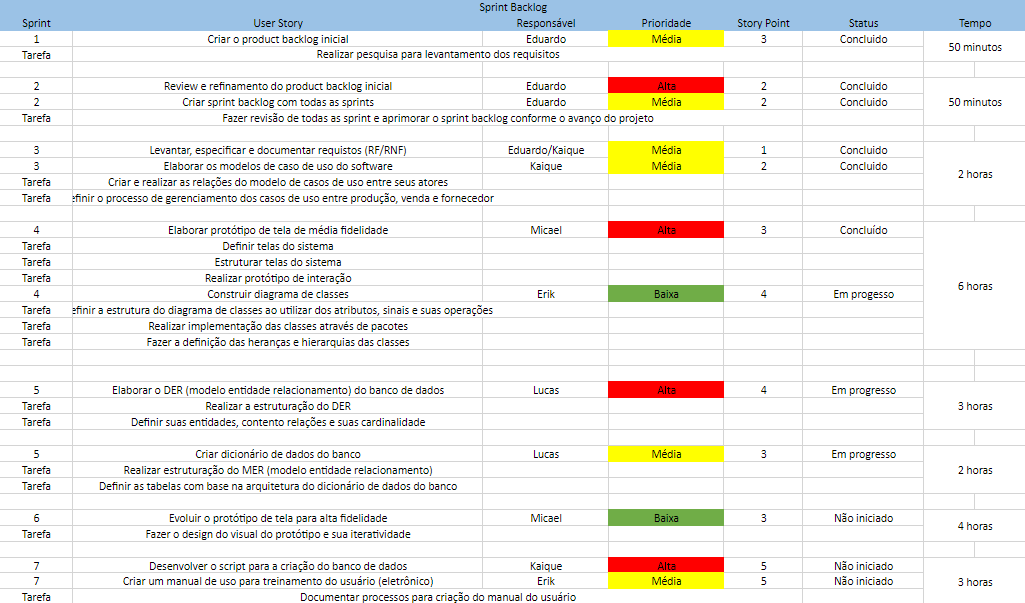 Sprint Backlog
Sprint User Story Responsável Prioridade Story Point Status Tempo
1 Criar o product backlog inicial Eduardo Média 3 Concluido 50 minutos
Tarefa Realizar pesquisa para levantamento dos requisitos
2 Review e refinamento do product backlog inicial Eduardo Alta 2 Concluido
2 Criar sprint backlog com todas as sprints Eduardo Média 2 Concluido 50 minutos
Tarefa Fazer revisão de todas as sprint e aprimorar o sprint backlog conforme o avanço do projeto
3 Levantar, especificar e documentar requistos (RF/RNF) Eduardo/Kaique Média 1 Concluido
3 Elaborar os modelos de caso de uso do software Kaique Média 2 Concluido 2 horas
Tarefa Criar e realizar as relações do modelo de casos de uso entre seus atores
Tarefa efinir o processo de gerenciamento dos casos de uso entre produção, venda e fornecedor
4 Elaborar protótipo de tela de média fidelidade Micael Alta 3 Concluído
Tarefa Definir telas do sistema
Tarefa Estruturar telas do sistema
Tarefa Realizar protótipo de interação
4 Construir diagrama de classes Erik Baixa 4 Em progesso 6 horas
Tarefa efinir a estrutura do diagrama de classes ao utilizar dos atributos, sinais e suas operações
Tarefa Realizar implementação das classes através de pacotes
Tarefa Fazer a definição das heranças e hierarquias das classes
5 Elaborar o DER (modelo entidade relacionamento) do banco de dados Lucas Alta 4 Em progresso
Tarefa Realizar a estruturação do DER 3 horas
Tarefa Definir suas entidades, contento relações e suas cardinalidade
5 Criar dicionário de dados do banco Lucas Média 3 Em progresso
Tarefa Realizar estruturação do MER (modelo entidade relacionamento) 2 horas
Tarefa Definir as tabelas com base na arquitetura do dicionário de dados do banco
6 Evoluir o protótipo de tela para alta fidelidade Micael Baixa 3 Não iniciado 4 horas
Tarefa Fazer o design do visual do protótipo e sua iteratividade
7 Desenvolver o script para a criação do banco de dados Kaique Alta 5 Não iniciado
7 Criar um manual de uso para treinamento do usuário (eletrônico) Erik Média 5 Não iniciado 3 horas
Tarefa Documentar processos para criação do manual do usuário